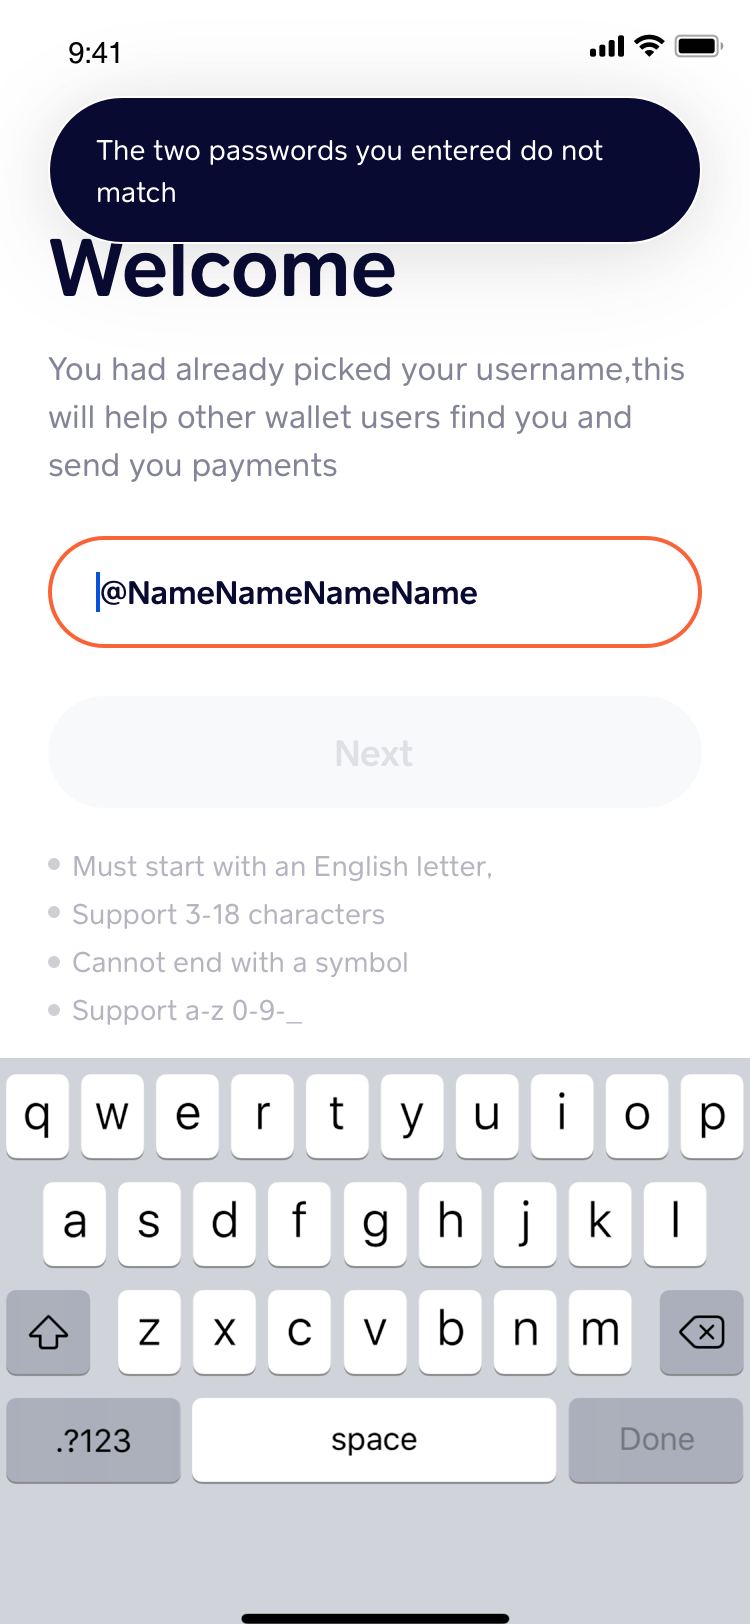 9:41
The two passwords you entered do not
match
Welcome
You had already picked your username,this
will help other wallet users find you and
send you payments
@NameNameNameName
Next
Must start with an English letter,
Support 3-18 characters
Cannot end with a symbol
Support a-z 0-9-_
q w e r t y u i o p
a s d f g h j k l
z x c v b n m
.?123 space Done